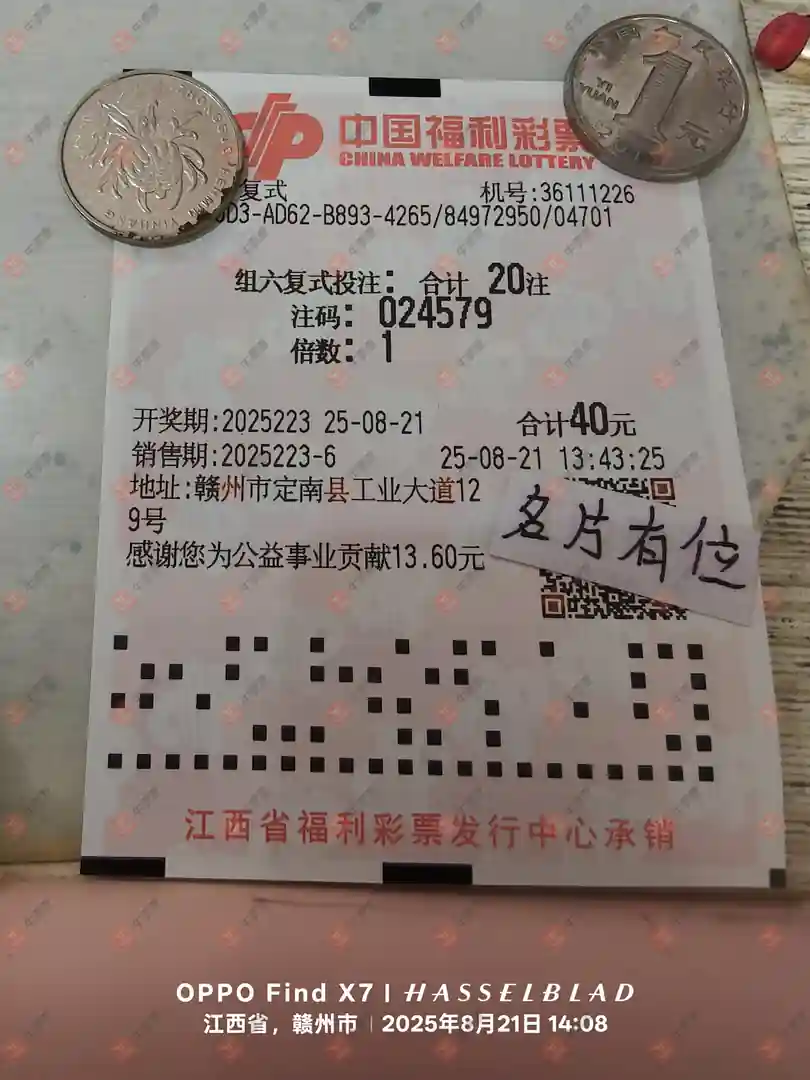 中国福利彩票
CHINA WELFARE LOTTERY
YI YUAN
1元
复式 机号:36111226
D3-AD62-B893-4265/84972950/04701
组六复式投注: 合计 20注
注码: 024579
倍数: 1
开奖期:2025223 25-08-21 合计40元
销售期:2025223-6 25-08-21 13:43:25
地址:赣州市定南县工业大道12
9号
感谢您为公益事业贡献13.60元
名片有位
江西省福利彩票发行中心承销
OPPO Find X7 | HASSELBLAD
江西省,赣州市 | 2025年8月21日 14:08